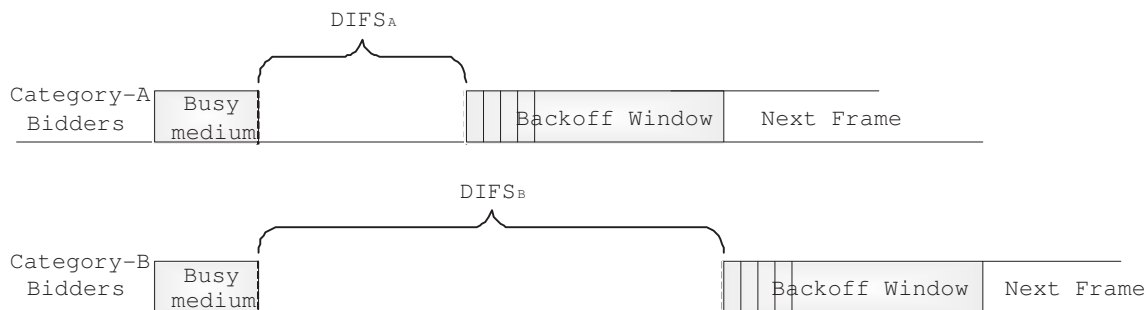 DIFSA
Category-A
Bidders
Busy
medium
Backoff Window
Next Frame
DIFSB
Category-B
Bidders
Busy
medium
Backoff Window
Next Frame